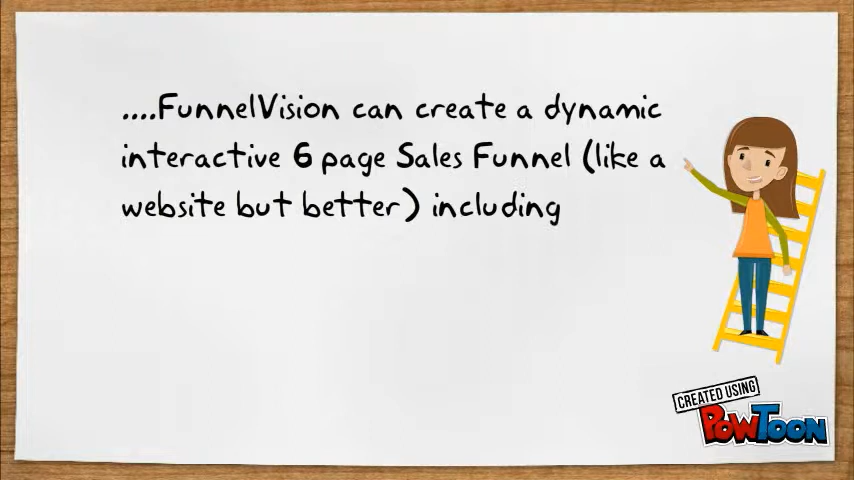 ....FunnelVision can create a dynamic
interactive 6 page Sales Funnel (like a
website but better) including
CREATED USING
POWTOON